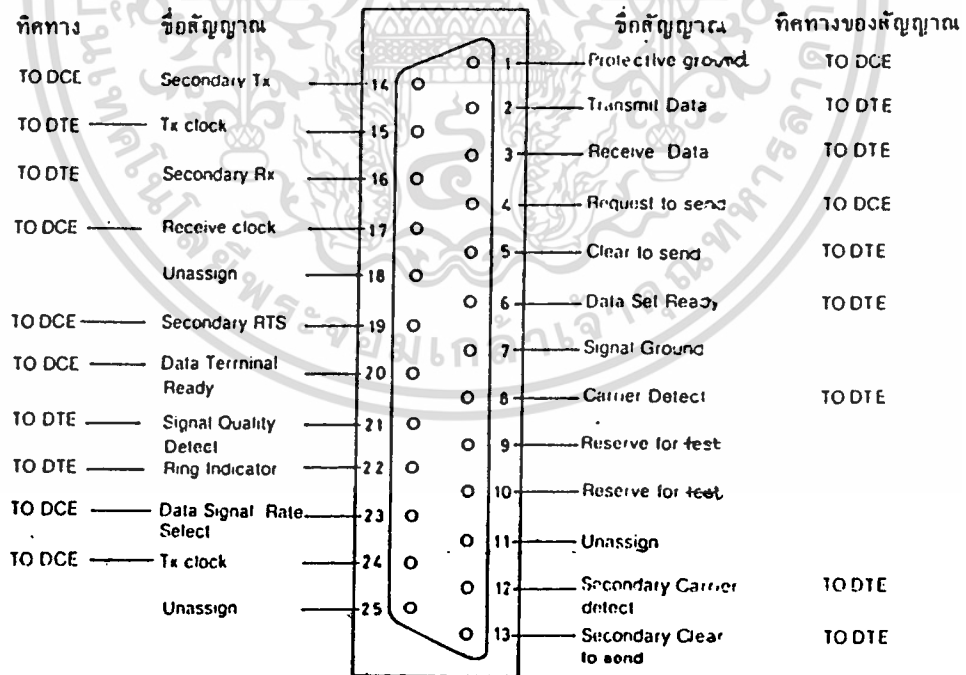 ทิศทาง ชื่อสัญญาณ
TO DCE Secondary Tx 14
TO DTE Tx clock 15
TO DTE Secondary Rx 16
TO DCE Receive clock 17
Unassign 18
TO DCE Secondary RTS 19
TO DCE Data Terminal 20
Ready
TO DTE Signal Quality 21
Detect
TO DTE Ring Indicator 22
TO DCE Data Signal Rate 23
Select
TO DCE Tx clock 24
Unassign 25
ชื่อสัญญาณ ทิศทางของสัญญาณ
1 Protective ground TO DCE
2 Transmit Data TO DTE
3 Receive Data TO DTE
4 Request to send TO DCE
5 Clear to send TO DTE
6 Data Set Ready TO DTE
7 Signal Ground
8 Carrier Detect TO DTE
9 Reserve for test
10 Reserve for test
11 Unassign
12 Secondary Carrier TO DTE
detect
13 Secondary Clear TO DTE
to send